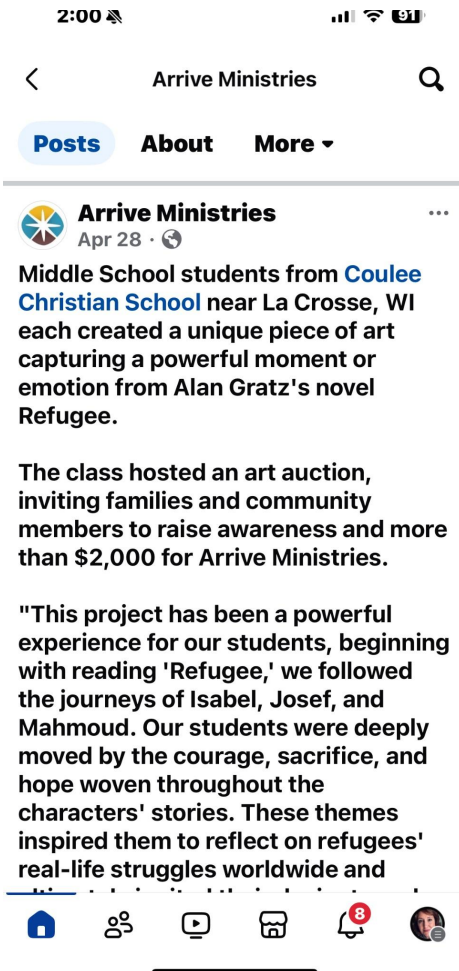 2:00
91
Arrive Ministries
Posts About More
Arrive Ministries
Apr 28 ·
Middle School students from Coulee
Christian School near La Crosse, WI
each created a unique piece of art
capturing a powerful moment or
emotion from Alan Gratz's novel
Refugee.
The class hosted an art auction,
inviting families and community
members to raise awareness and more
than $2,000 for Arrive Ministries.
"This project has been a powerful
experience for our students, beginning
with reading 'Refugee,' we followed
the journeys of Isabel, Josef, and
Mahmoud. Our students were deeply
moved by the courage, sacrifice, and
hope woven throughout the
characters' stories. These themes
inspired them to reflect on refugees'
real-life struggles worldwide and
8